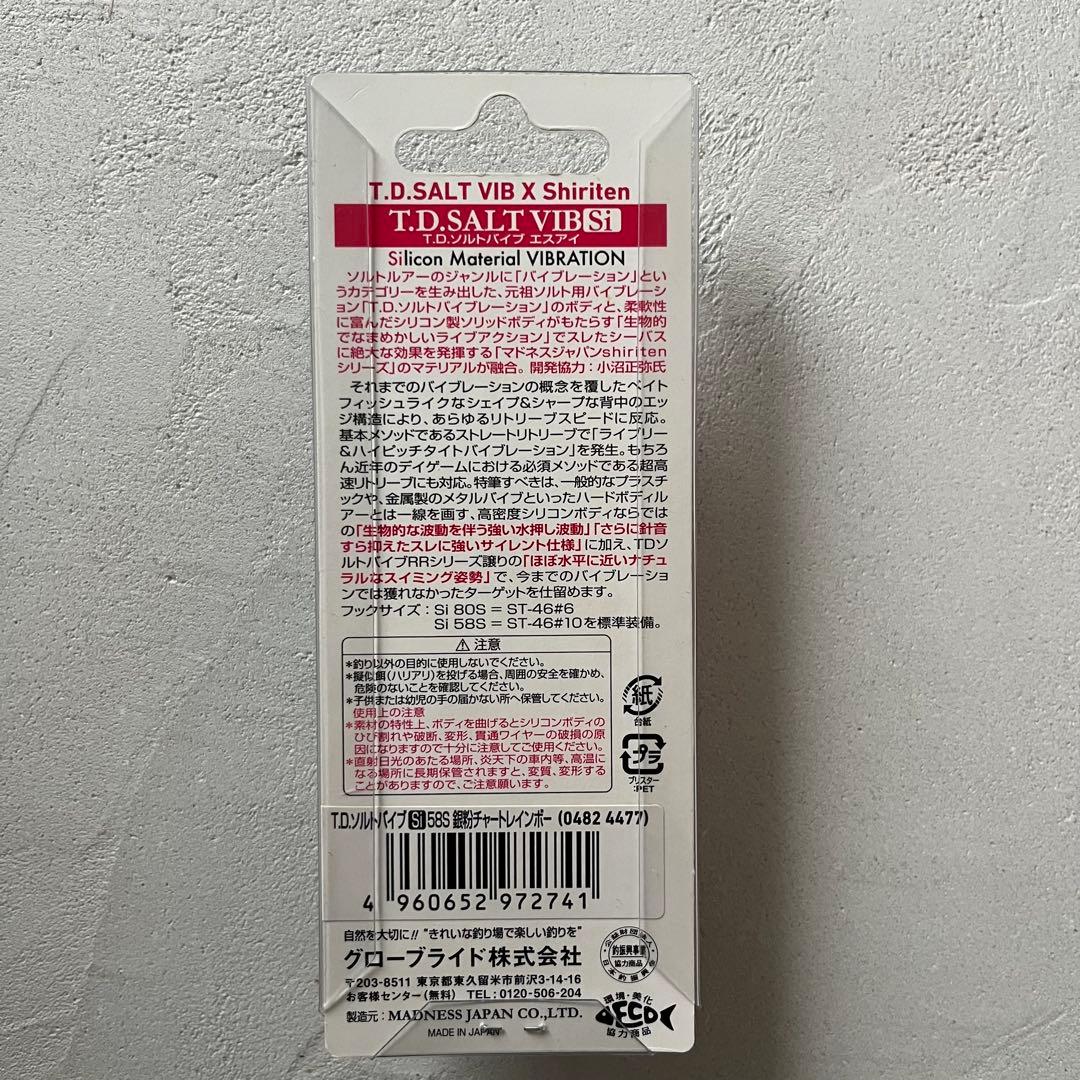 T.D.SALT VIB X Shiriten
T.D.SALT VIB Si
T.D.ソルトバイブ エスアイ
Silicon Material VIBRATION
ソルトルアーのジャンルに「バイブレーション」とい
うカテゴリーを生み出した、元祖ソルト用バイブレーシ
ョン「T.D.ソルトバイブレーション」のボディと、柔軟性
に富んだシリコン製ソリッドボディがもたらす「生物的
でなまめかしいライブアクション」でスレたシーバス
に絶大な効果を発揮する「マドネスジャパンshiriten
シリーズ」のマテリアルが融合。開発協力：小沼正弥氏
それまでのバイブレーションの概念を覆したベイト
フィッシュライクなシェイプ&シャープな背中のエッ
ジ構造により、あらゆるリトリーブスピードに反応。
基本メソッドであるストレートリトリーブで「ライブリー
&ハイピッチタイトバイブレーション」を発生。もちろ
ん近年のデイゲームにおける必須メソッドである超高
速リトリーブにも対応。特筆すべきは、一般的なプラスチ
ックや、金属製のメタルバイブといったハードボディル
アーとは一線を画す、高密度シリコンボディならでは
の「生物的な波動を伴う強い水押し波動」「さらに針音
すら抑えたスレに強いサイレント仕様」に加え、TDソ
ルトバイブRRシリーズ譲りの「ほぼ水平に近いナチュ
ラルなスイミング姿勢」で、今までのバイブレーショ
ンでは獲れなかったターゲットを仕留めます。
フックサイズ：Si 80S = ST-46#6
Si 58S = ST-46#10を標準装備。
⚠ 注意
*釣り以外の目的に使用しないでください。
*擬似餌(ハリアリ)を投げる場合、周囲の安全を確かめ、
危険のないことを確認してください。
*子供または幼児の手の届かない所へ保管してください。
使用上の注意
*素材の特性上、ボディを曲げるとシリコンボディの
ひび割れや破断、変形、貫通ワイヤーの破損の原
因になりますので十分に注意してご使用ください。
*直射日光のあたる場所、炎天下の車内等、高温に
なる場所に長期保管されますと、変質、変形する
ことがありますので、ご注意願います。
紙
台紙
プラ
ブリスター
:PET
T.D.ソルトバイブ Si 58S 銀粉チャートレインボー (0482 4477)
4 960652 972741
自然を大切に!! “きれいな釣り場で楽しい釣りを”
グローブライド株式会社
〒203-8511 東京都東久留米市前沢3-14-16
お客様センター(無料) TEL:0120-506-204
製造元：MADNESS JAPAN CO.,LTD.
MADE IN JAPAN
公益財団法人
釣振興事業
協力商品
日本釣振興会
環境・美化
ECO
協力商品